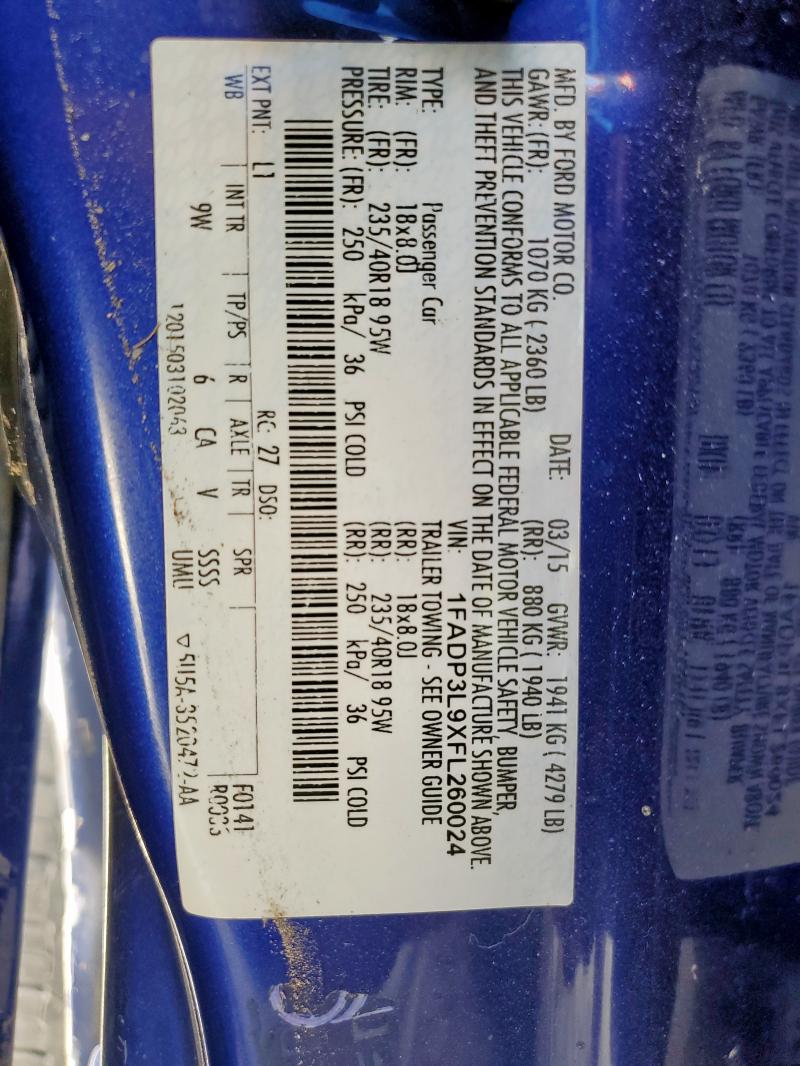 MFD. BY FORD MOTOR CO.
DATE: 03/15 GVWR: 1941 KG ( 4279 LB)
GAWR: (FR): 1070 KG ( 2360 LB) (RR): 880 KG ( 1940 LB)
THIS VEHICLE CONFORMS TO ALL APPLICABLE FEDERAL MOTOR VEHICLE SAFETY, BUMPER,
AND THEFT PREVENTION STANDARDS IN EFFECT ON THE DATE OF MANUFACTURE SHOWN ABOVE.
VIN: 1FADP3L9XFL260024
TYPE: Passenger Car TRAILER TOWING - SEE OWNER GUIDE
RIM: (FR): 18x8.0J (RR): 18x8.0J
TIRE: (FR): 235/40R18 95W (RR): 235/40R18 95W
PRESSURE: (FR): 250 kPa/ 36 PSI COLD (RR): 250 kPa/ 36 PSI COLD
EXT PNT: L1 RC: 27 DSO: F0141
WB INT TR TP/PS R AXLE TR SPR
9W 6 CA V SSSS
UMU
1201503102043